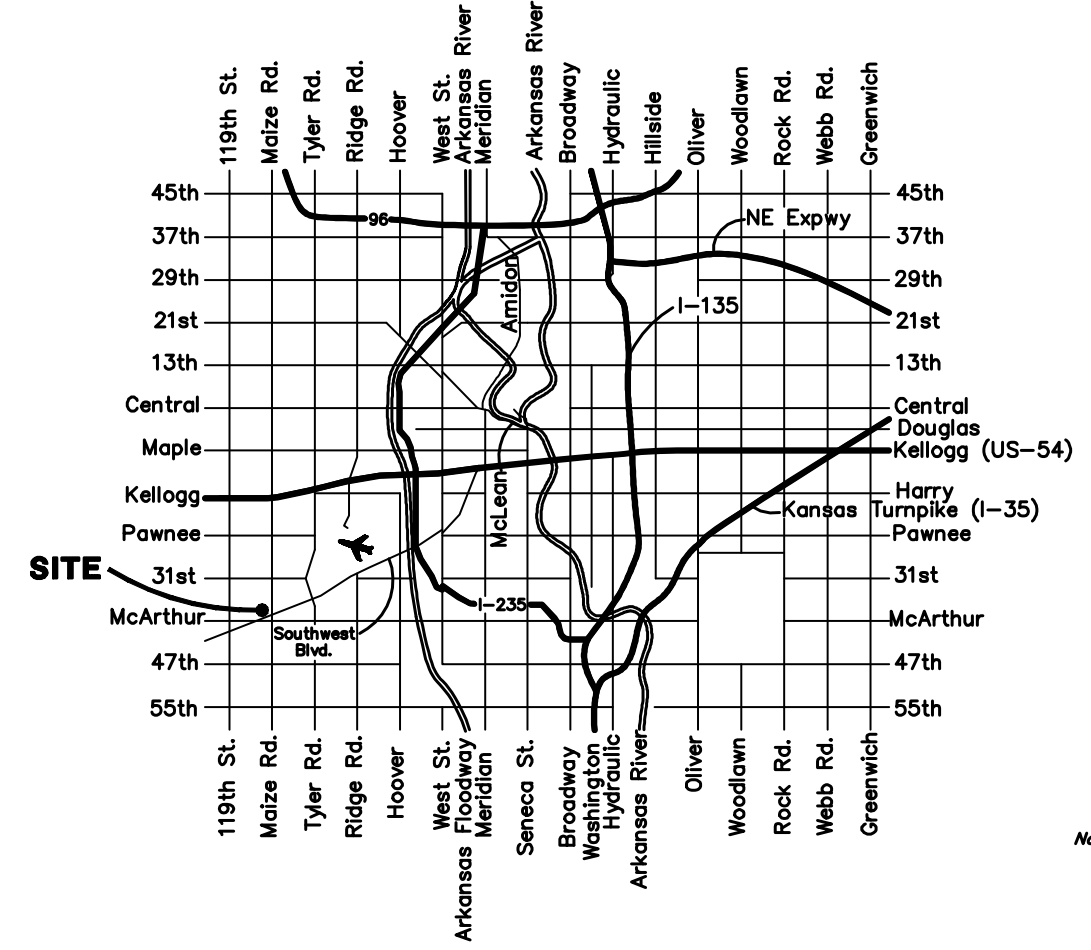 119th St.
Maize Rd.
Tyler Rd.
Ridge Rd.
Hoover
West St.
Arkansas River
Meridian
Arkansas River
Broadway
Hydraulic
Hillside
Oliver
Woodlawn
Rock Rd.
Webb Rd.
Greenwich
45th
37th
29th
21st
13th
Central
Maple
Kellogg
Pawnee
31st
McArthur
47th
55th
96
NE Expwy
Amidon
I-135
McLean
SITE
Southwest
Blvd.
I-235
45th
37th
29th
21st
13th
Central
Douglas
Kellogg (US-54)
Harry
Kansas Turnpike (I-35)
Pawnee
31st
McArthur
47th
55th
119th St.
Maize Rd.
Tyler Rd.
Ridge Rd.
Hoover
West St.
Arkansas Floodway
Meridian
Seneca St.
Broadway
Washington
Hydraulic
Arkansas River
Oliver
Woodlawn
Rock Rd.
Webb Rd.
Greenwich